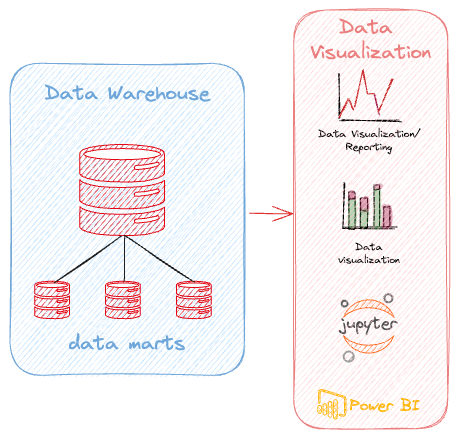 Data
Visualization
Data Warehouse
Data Visualization/
Reporting
Data
visualization
jupyter
data marts
Power BI